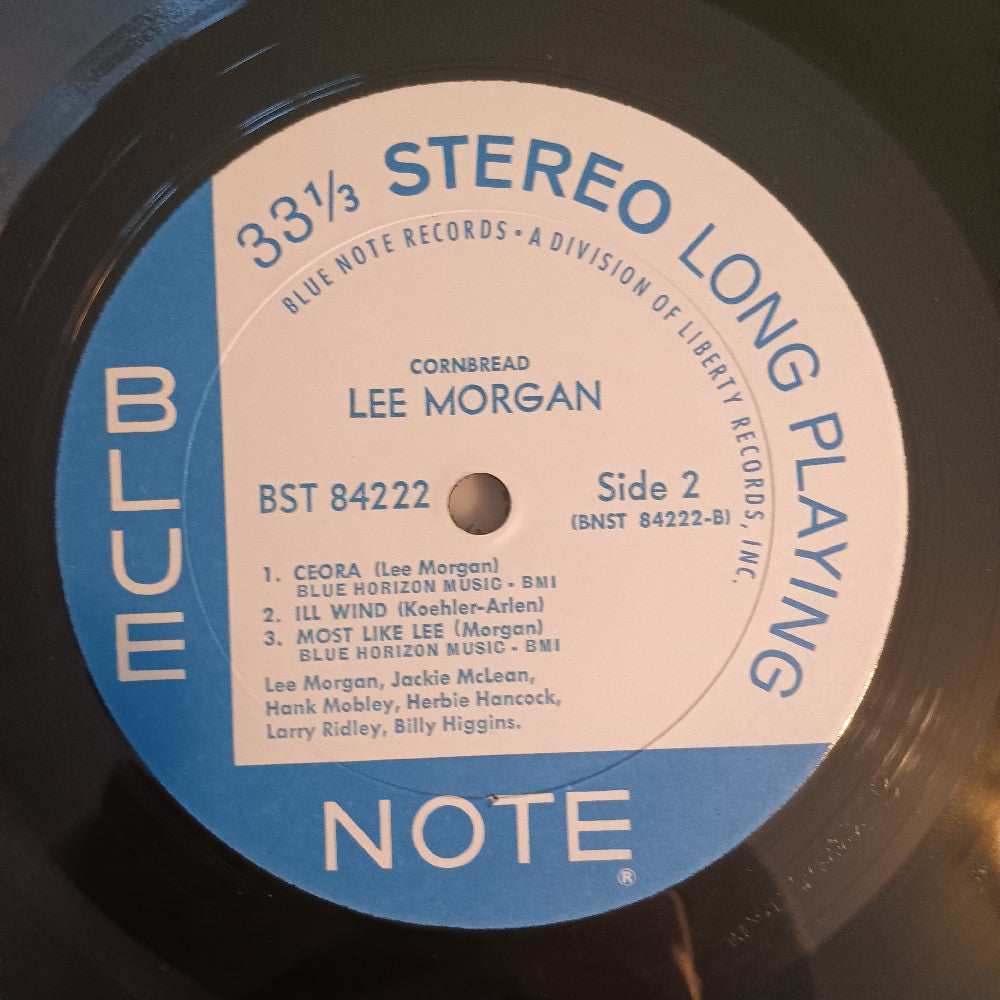 33⅓ STEREO LONG PLAYING
BLUE NOTE RECORDS • A DIVISION OF LIBERTY RECORDS, INC.
CORNBREAD
LEE MORGAN
BST 84222
Side 2
(BNST 84222-B)
1. CEORA (Lee Morgan)
BLUE HORIZON MUSIC - BMI
2. ILL WIND (Koehler-Arlen)
3. MOST LIKE LEE (Morgan)
BLUE HORIZON MUSIC - BMI
Lee Morgan, Jackie McLean,
Hank Mobley, Herbie Hancock,
Larry Ridley, Billy Higgins.
BLUE
NOTE
®